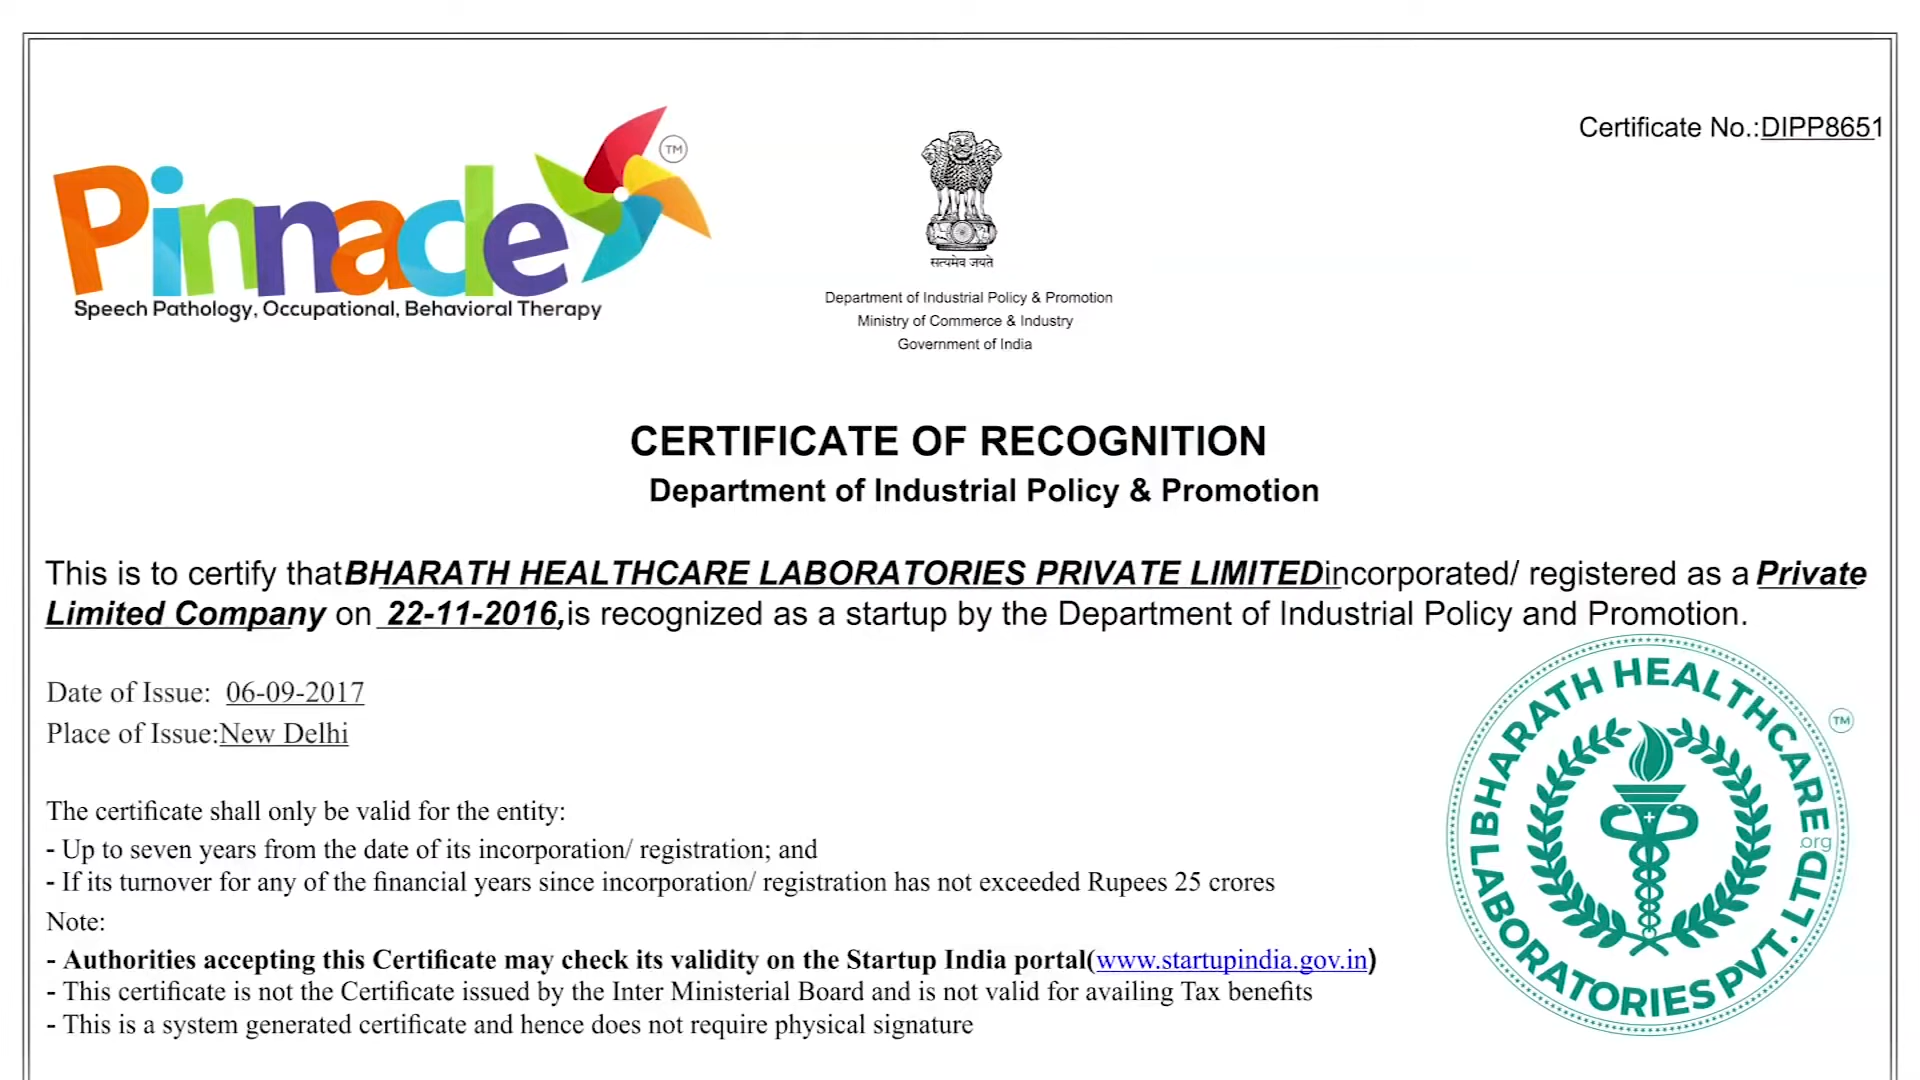 Certificate No.:DIPP8651
Pinnacle
TM
Speech Pathology, Occupational, Behavioral Therapy
सत्यमेव जयते
Department of Industrial Policy & Promotion
Ministry of Commerce & Industry
Government of India
CERTIFICATE OF RECOGNITION
Department of Industrial Policy & Promotion
This is to certify thatBHARATH HEALTHCARE LABORATORIES PRIVATE LIMITEDincorporated/ registered as a Private
Limited Company on 22-11-2016,is recognized as a startup by the Department of Industrial Policy and Promotion.
Date of Issue: 06-09-2017
Place of Issue:New Delhi
The certificate shall only be valid for the entity:
- Up to seven years from the date of its incorporation/ registration; and
- If its turnover for any of the financial years since incorporation/ registration has not exceeded Rupees 25 crores
Note:
- Authorities accepting this Certificate may check its validity on the Startup India portal(www.startupindia.gov.in)
- This certificate is not the Certificate issued by the Inter Ministerial Board and is not valid for availing Tax benefits
- This is a system generated certificate and hence does not require physical signature
BHARATH HEALTHCARE
.org
LABORATORIES PVT. LTD
TM